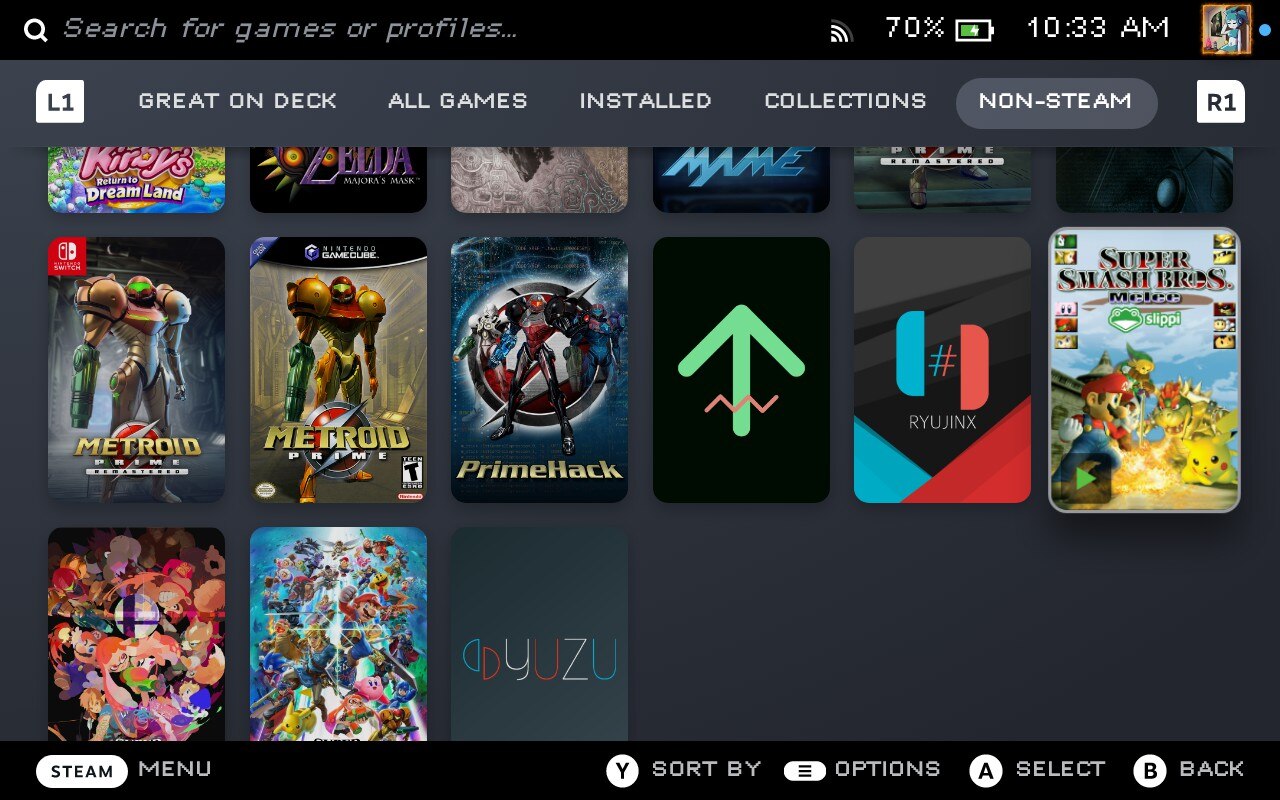 Search for games or profiles...
70%
10:33 AM
L1
GREAT ON DECK
ALL GAMES
INSTALLED
COLLECTIONS
NON-STEAM
R1
Kirby's
Return to
Dream Land
ZELDA
MAJORA'S MASK
MAME
PRIME
REMASTERED
NINTENDO
SWITCH
METROID
PRIME
REMASTERED
NINTENDO
GAMECUBE
METROID
PRIME
TEEN
T
ESRB
Nintendo
PrimeHack
#
RYUJINX
SUPER
SMASH BROS.
Melee
slippi
YUZU
STEAM
MENU
Y
SORT BY
OPTIONS
A
SELECT
B
BACK